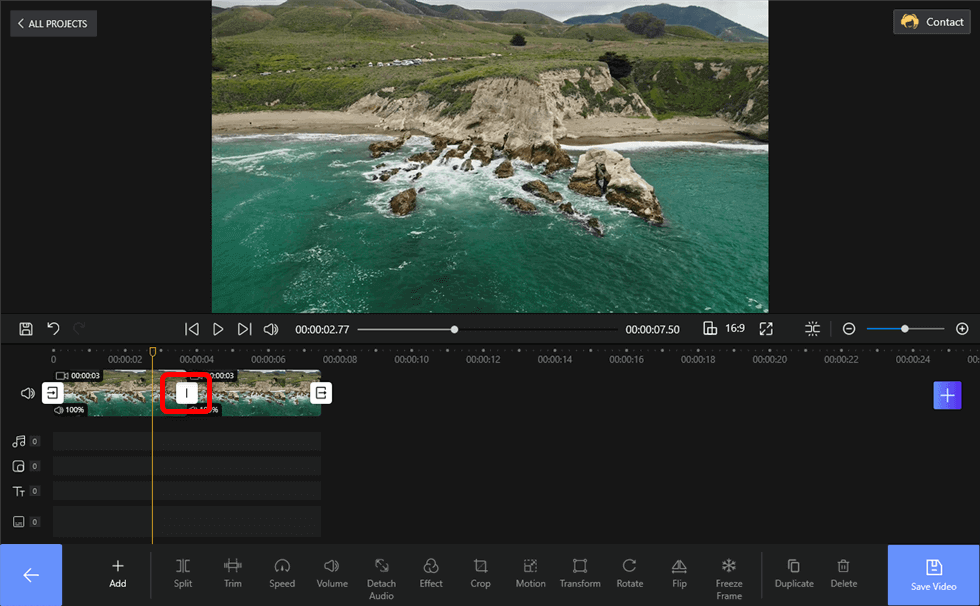 ALL PROJECTS
Contact
00:00:02.77
00:00:07.50
16:9
0 00:00:02 00:00:04 00:00:06 00:00:08 00:00:10 00:00:12 00:00:14 00:00:16 00:00:18 00:00:20 00:00:22 00:00:24
00:00:03
100%
0
0
TT 0
0
Add
Split
Trim
Speed
Volume
Detach
Audio
Effect
Crop
Motion
Transform
Rotate
Flip
Freeze
Frame
Duplicate
Delete
Save Video